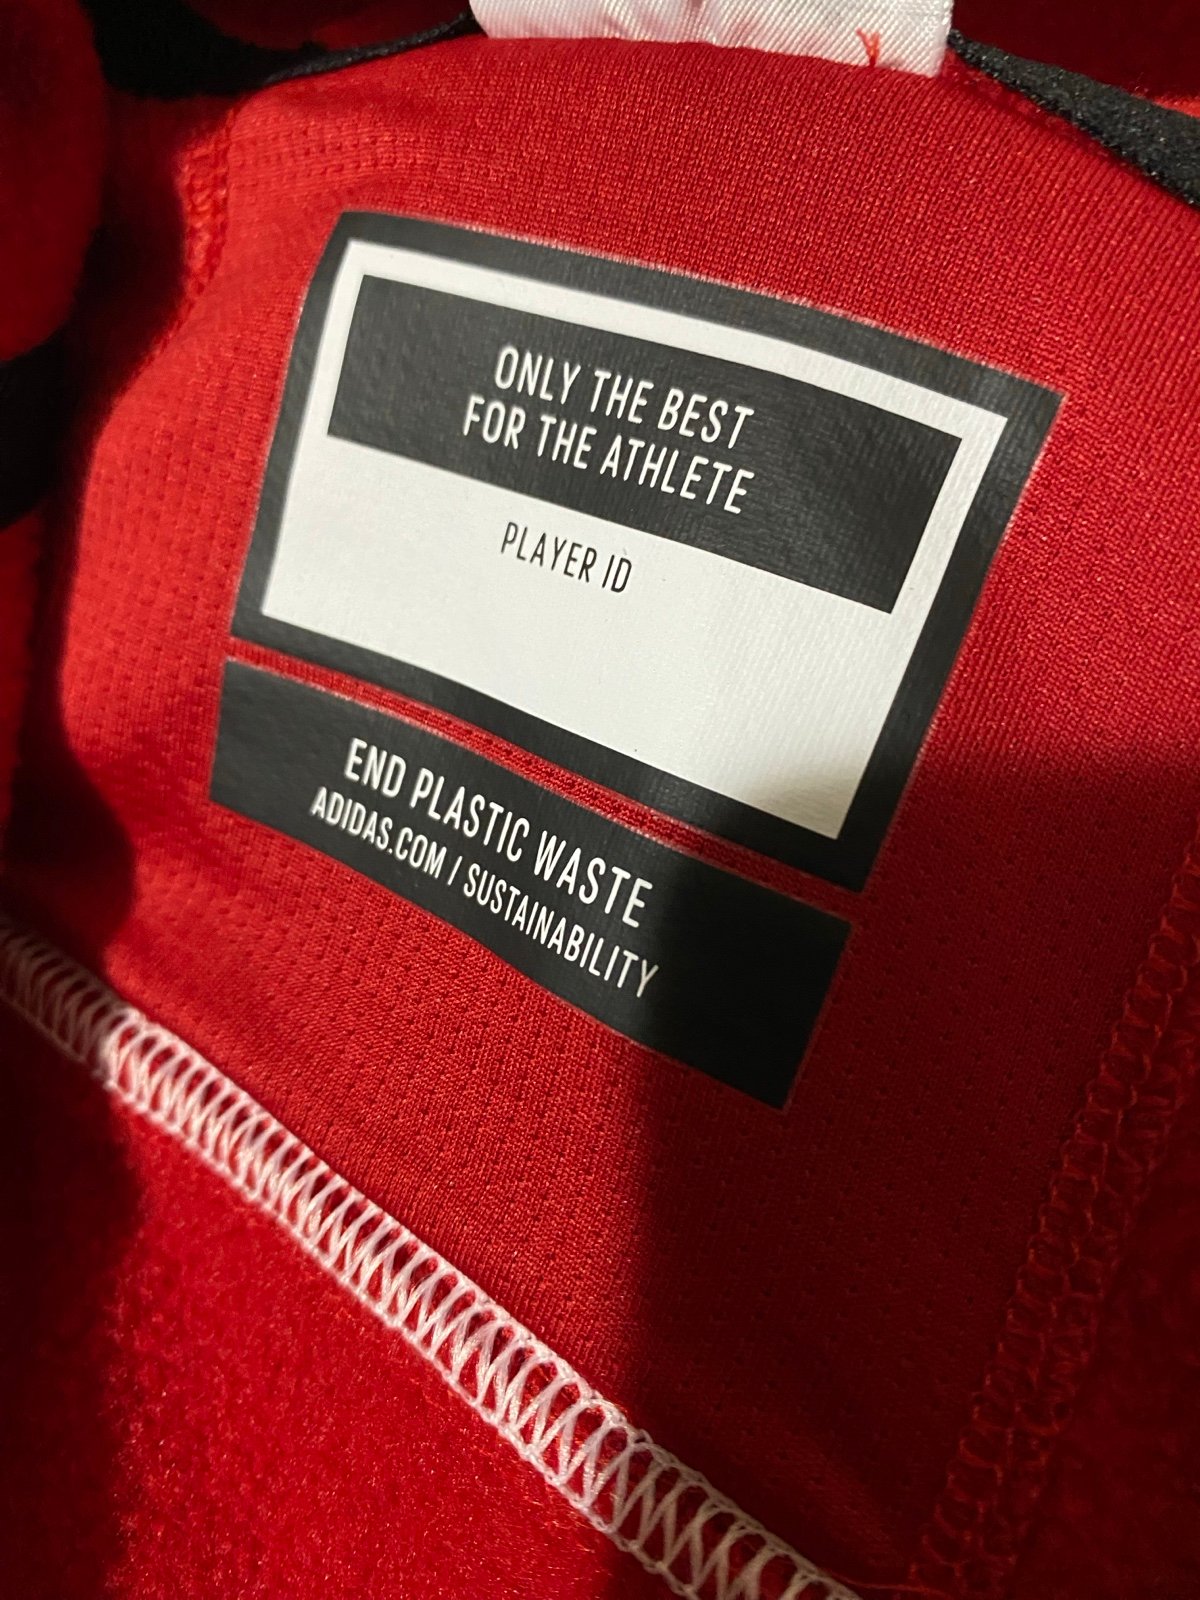 ONLY THE BEST
FOR THE ATHLETE
PLAYER ID
END PLASTIC WASTE
ADIDAS.COM / SUSTAINABILITY